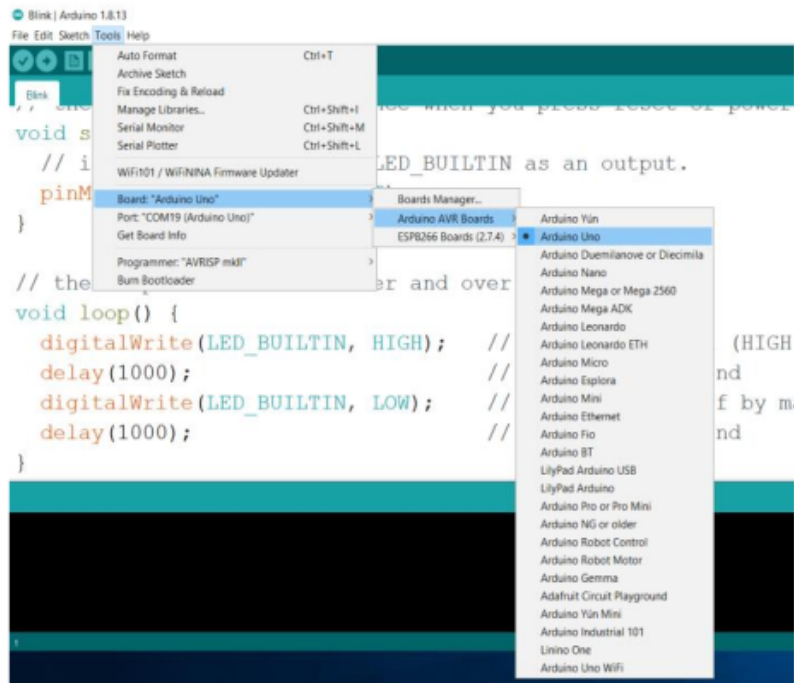 Blink | Arduino 1.8.13
File Edit Sketch Tools Help
Blink
Auto Format Ctrl+T
Archive Sketch
Fix Encoding & Reload
Manage Libraries... Ctrl+Shift+I
Serial Monitor Ctrl+Shift+M
Serial Plotter Ctrl+Shift+L
WiFi101 / WiFiNINA Firmware Updater
Board: "Arduino Uno"
Port: "COM19 (Arduino Uno)"
Get Board Info
Programmer: "AVRISP mkII"
Burn Bootloader
Boards Manager...
Arduino AVR Boards
ESP8266 Boards (2.7.4)
Arduino Yún
Arduino Uno
Arduino Duemilanove or Diecimila
Arduino Nano
Arduino Mega or Mega 2560
Arduino Mega ADK
Arduino Leonardo
Arduino Leonardo ETH
Arduino Micro
Arduino Esplora
Arduino Mini
Arduino Ethernet
Arduino Fio
Arduino BT
LilyPad Arduino USB
LilyPad Arduino
Arduino Pro or Pro Mini
Arduino NG or older
Arduino Robot Control
Arduino Robot Motor
Arduino Gemma
Adafruit Circuit Playground
Arduino Yún Mini
Arduino Industrial 101
Linino One
Arduino Uno WiFi
when you press reset or power
void s
// i LED_BUILTIN as an output.
pinM
}
// the er and over
void loop() {
digitalWrite(LED_BUILTIN, HIGH); // (HIGH
delay(1000); // nd
digitalWrite(LED_BUILTIN, LOW); // f by ma
delay(1000); // nd
}
1